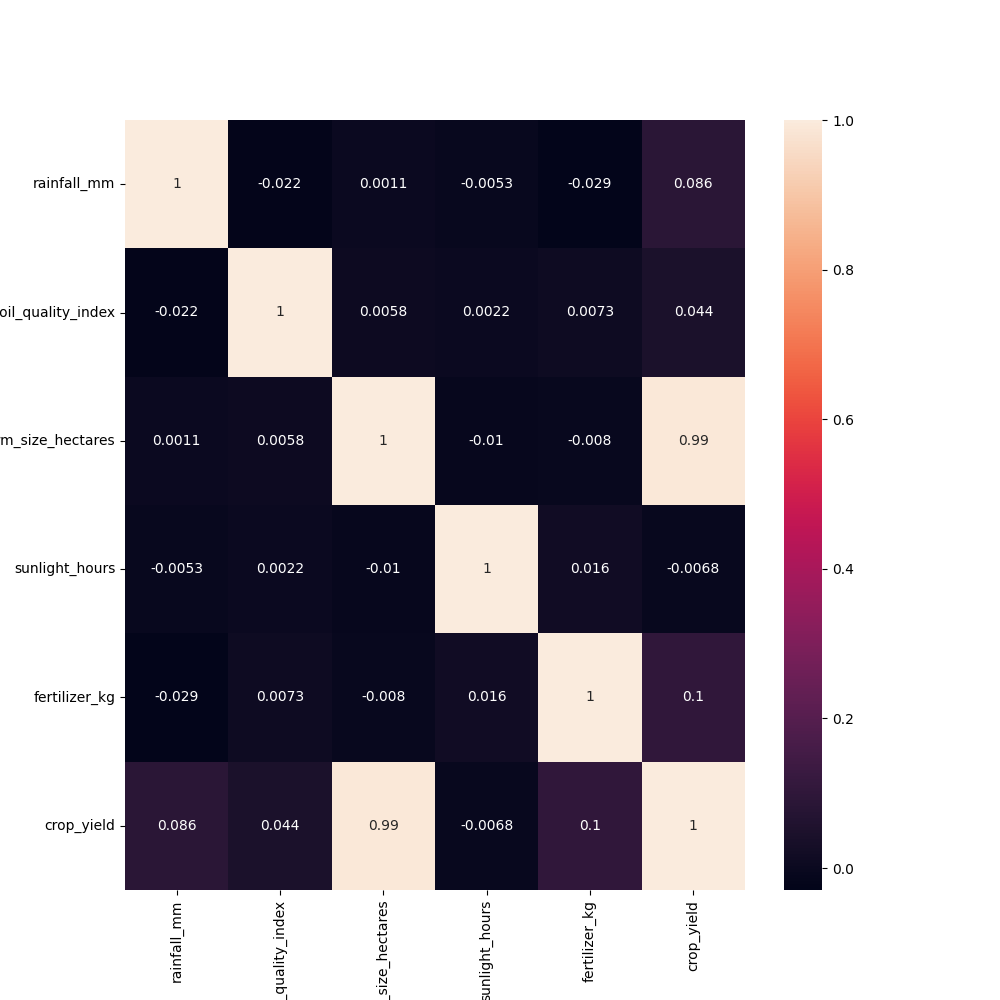 1.0
rainfall_mm 1 -0.022 0.0011 -0.0053 -0.029 0.086
0.8
oil_quality_index -0.022 1 0.0058 0.0022 0.0073 0.044
0.6
m_size_hectares 0.0011 0.0058 1 -0.01 -0.008 0.99
0.4
sunlight_hours -0.0053 0.0022 -0.01 1 0.016 -0.0068
0.2
fertilizer_kg -0.029 0.0073 -0.008 0.016 1 0.1
crop_yield 0.086 0.044 0.99 -0.0068 0.1 1
0.0
rainfall_mm
_quality_index
_size_hectares
sunlight_hours
fertilizer_kg
crop_yield